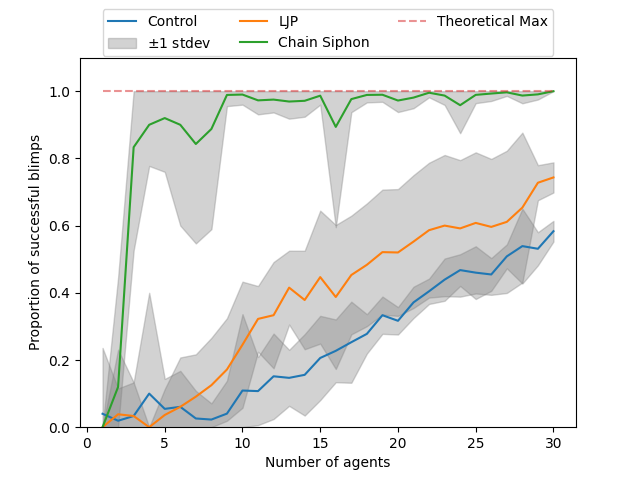 Control LJP Theoretical Max
±1 stdev Chain Siphon
1.0
0.8
0.6
0.4
0.2
0.0
Proportion of successful blimps
0 5 10 15 20 25 30
Number of agents